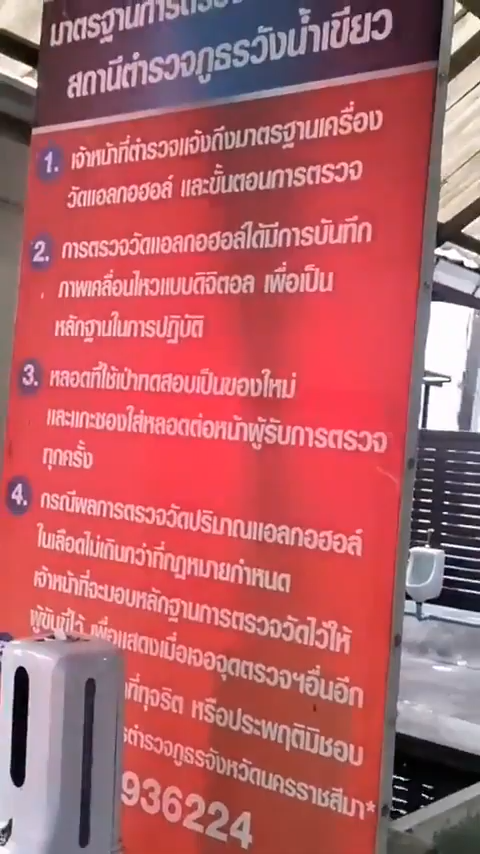 มาตรฐานการตรวจ
สถานีตำรวจภูธรวังน้ำเขียว
1. เจ้าหน้าที่ตำรวจแจ้งถึงมาตรฐานเครื่อง
วัดแอลกอฮอล์ และขั้นตอนการตรวจ
2. การตรวจวัดแอลกอฮอล์ได้มีการบันทึก
ภาพเคลื่อนไหวแบบดิจิตอล เพื่อเป็น
หลักฐานในการปฏิบัติ
3. หลอดที่ใช้เป่าทดสอบเป็นของใหม่
และแกะซองใส่หลอดต่อหน้าผู้รับการตรวจ
ทุกครั้ง
4. กรณีผลการตรวจวัดปริมาณแอลกอฮอล์
ในเลือดไม่เกินกว่าที่กฎหมายกำหนด
เจ้าหน้าที่จะมอบหลักฐานการตรวจวัดไว้ให้
ผู้ขับขี่ไว้ เพื่อแสดงเมื่อเจอจุดตรวจฯอื่นอีก
ที่ทุจริต หรือประพฤติมิชอบ
ตำรวจภูธรจังหวัดนครราชสีมา*
936224